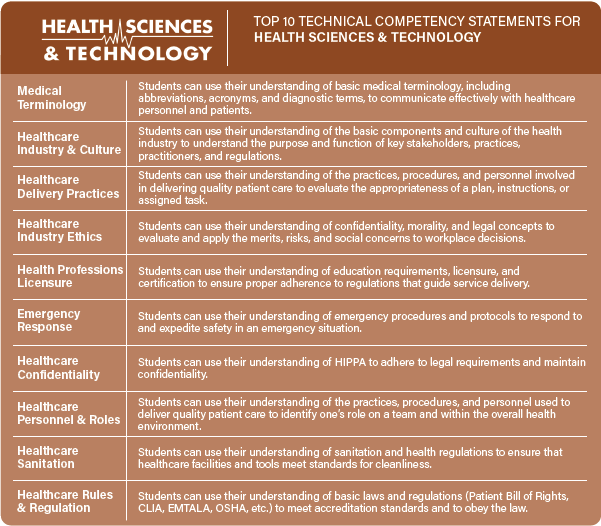 HEALTH SCIENCES
& TECHNOLOGY
TOP 10 TECHNICAL COMPETENCY STATEMENTS FOR
HEALTH SCIENCES & TECHNOLOGY
Medical
Terminology
Students can use their understanding of basic medical terminology, including
abbreviations, acronyms, and diagnostic terms, to communicate effectively with healthcare
personnel and patients.
Healthcare
Industry & Culture
Students can use their understanding of the basic components and culture of the health
industry to understand the purpose and function of key stakeholders, practices,
practitioners, and regulations.
Healthcare
Delivery Practices
Students can use their understanding of the practices, procedures, and personnel involved
in delivering quality patient care to evaluate the appropriateness of a plan, instructions, or
assigned task.
Healthcare
Industry Ethics
Students can use their understanding of confidentiality, morality, and legal concepts to
evaluate and apply the merits, risks, and social concerns to workplace decisions.
Health Professions
Licensure
Students can use their understanding of education requirements, licensure, and
certification to ensure proper adherence to regulations that guide service delivery.
Emergency
Response
Students can use their understanding of emergency procedures and protocols to respond to
and expedite safety in an emergency situation.
Healthcare
Confidentiality
Students can use their understanding of HIPPA to adhere to legal requirements and maintain
confidentiality.
Healthcare
Personnel & Roles
Students can use their understanding of the practices, procedures, and personnel used to
deliver quality patient care to identify one's role on a team and within the overall health
environment.
Healthcare
Sanitation
Students can use their understanding of sanitation and health regulations to ensure that
healthcare facilities and tools meet standards for cleanliness.
Healthcare Rules
& Regulation
Students can use their understanding of basic laws and regulations (Patient Bill of Rights,
CLIA, EMTALA, OSHA, etc.) to meet accreditation standards and to obey the law.